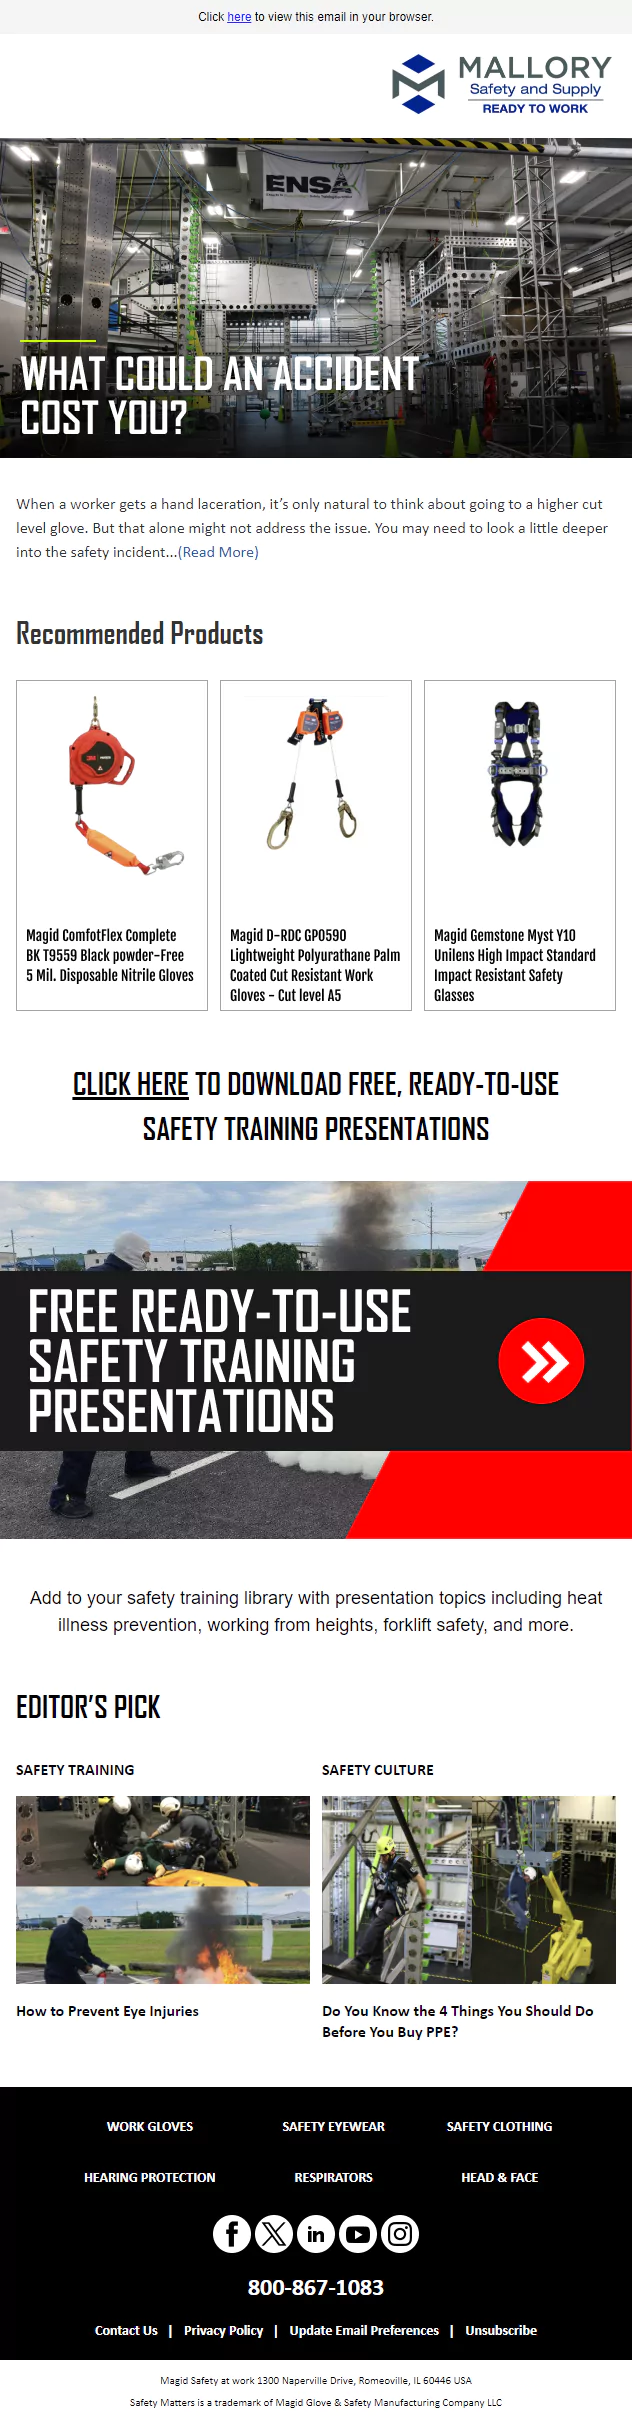 Click here to view this email in your browser.
MALLORY
Safety and Supply
READY TO WORK
ENSA
WHAT COULD AN ACCIDENT
COST YOU?
When a worker gets a hand laceration, it's only natural to think about going to a higher cut
level glove. But that alone might not address the issue. You may need to look a little deeper
into the safety incident...(Read More)
Recommended Products
3M
Magid ComfotFlex Complete
BK T9559 Black powder-Free
5 Mil. Disposable Nitrile Gloves
Magid D-RDC GP0590
Lightweight Polyurathane Palm
Coated Cut Resistant Work
Gloves - Cut level A5
Magid Gemstone Myst Y10
Unilens High Impact Standard
Impact Resistant Safety
Glasses
CLICK HERE TO DOWNLOAD FREE, READY-TO-USE
SAFETY TRAINING PRESENTATIONS
FREE READY-TO-USE
SAFETY TRAINING
PRESENTATIONS
Add to your safety training library with presentation topics including heat
illness prevention, working from heights, forklift safety, and more.
EDITOR'S PICK
SAFETY TRAINING
SAFETY CULTURE
How to Prevent Eye Injuries
Do You Know the 4 Things You Should Do
Before You Buy PPE?
WORK GLOVES
SAFETY EYEWEAR
SAFETY CLOTHING
HEARING PROTECTION
RESPIRATORS
HEAD & FACE
800-867-1083
Contact Us | Privacy Policy | Update Email Preferences | Unsubscribe
Magid Safety at work 1300 Naperville Drive, Romeoville, IL 60446 USA
Safety Matters is a trademark of Magid Glove & Safety Manufacturing Company LLC